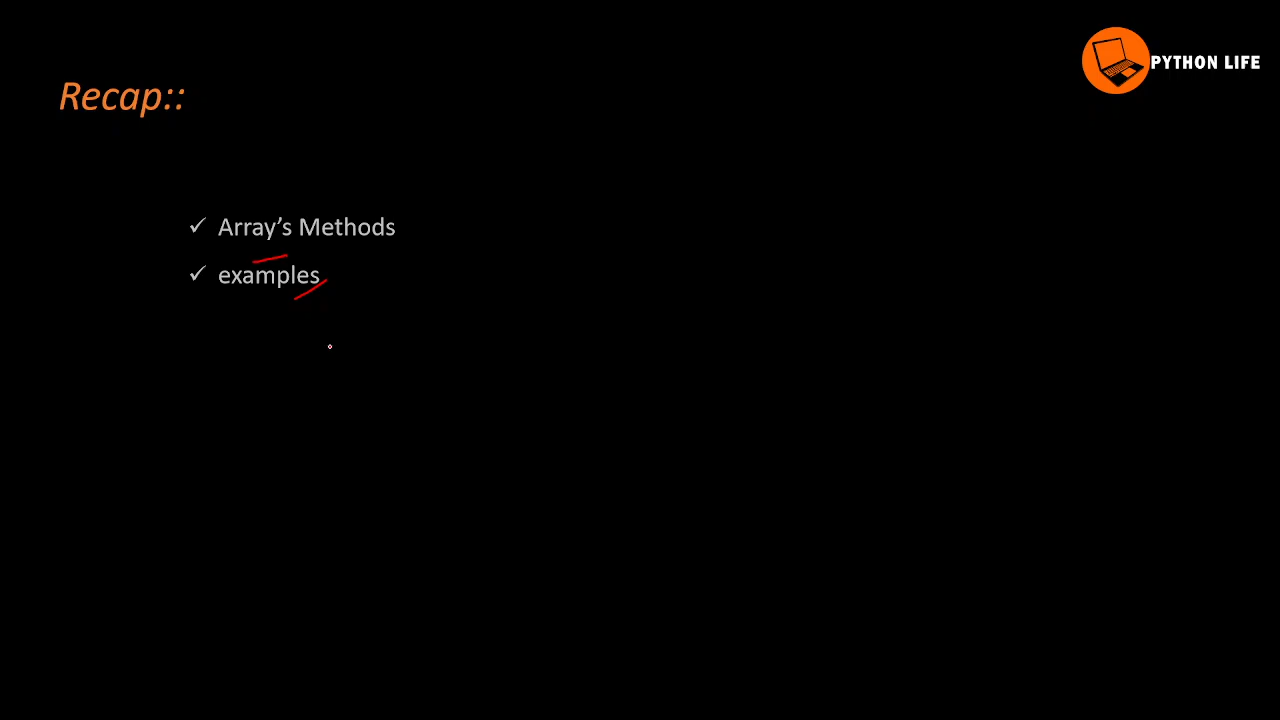 PYTHON LIFE
Recap::
✓ Array’s Methods
✓ examples